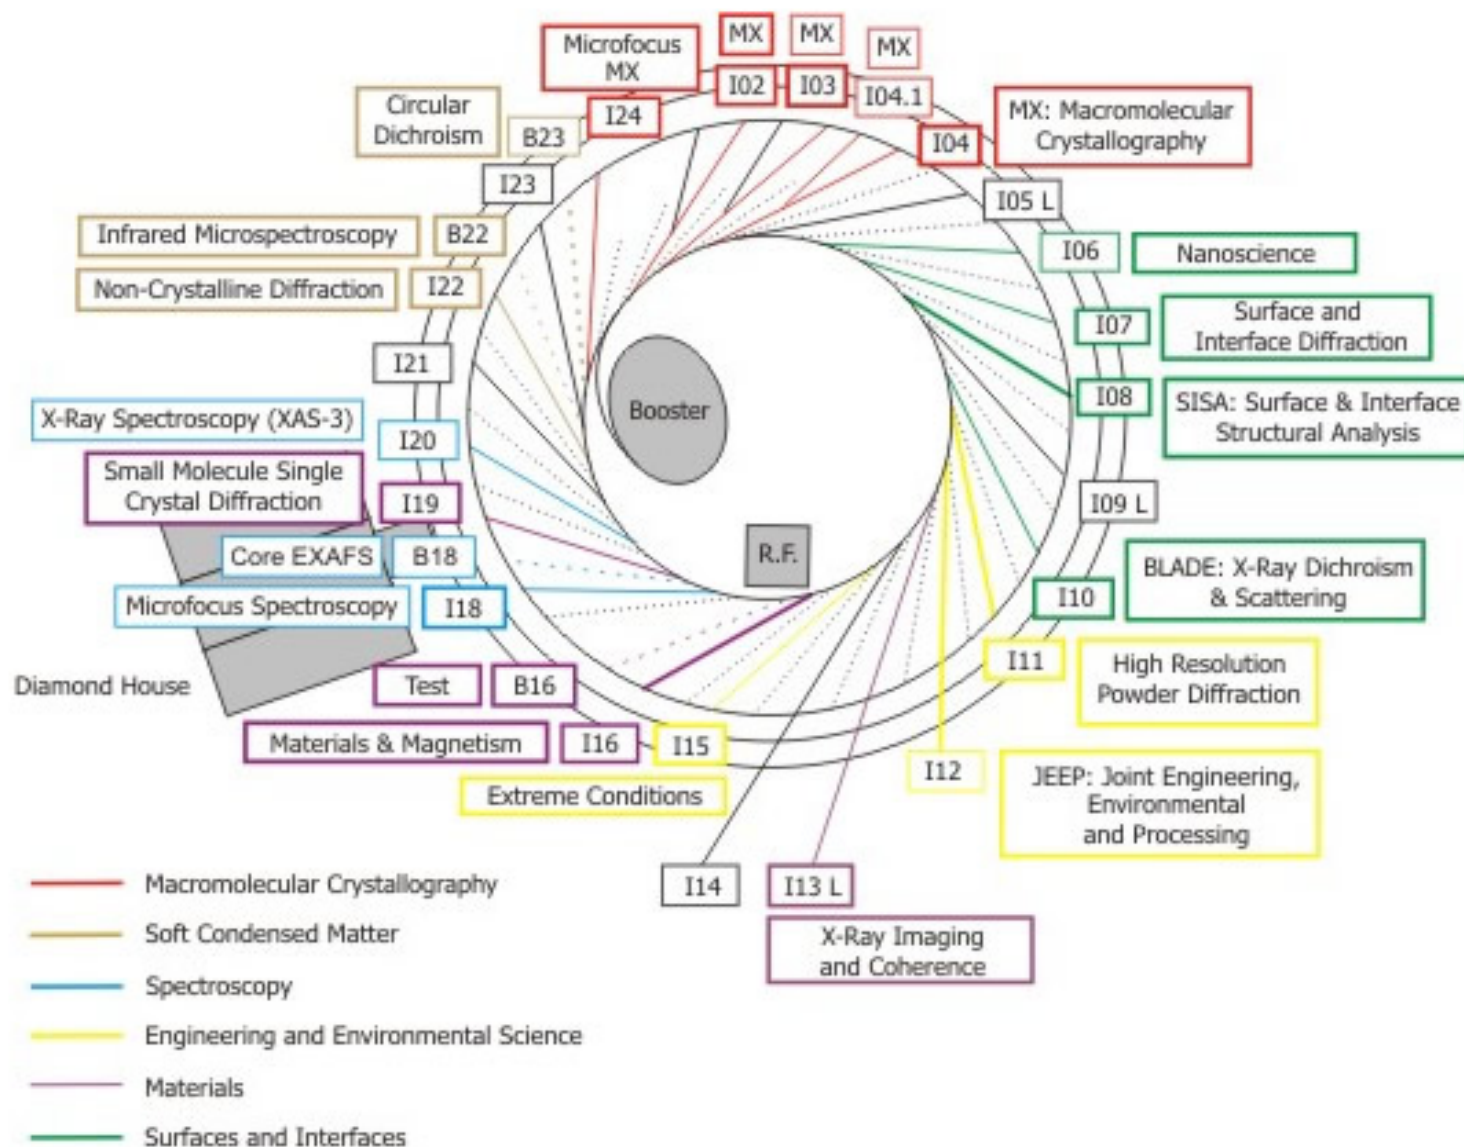 Microfocus
MX
MX
MX
MX
I24
I02
I03
I04.1
I04
MX: Macromolecular
Crystallography
Circular
Dichroism
B23
I23
I05 L
Infrared Microspectroscopy
B22
I06
Nanoscience
Non-Crystalline Diffraction
I22
I07
Surface and
Interface Diffraction
I21
I08
SISA: Surface & Interface
Structural Analysis
Booster
X-Ray Spectroscopy (XAS-3)
I20
Small Molecule Single
Crystal Diffraction
I19
I09 L
R.F.
Core EXAFS
B18
BLADE: X-Ray Dichroism
& Scattering
I10
Microfocus Spectroscopy
I18
I11
High Resolution
Powder Diffraction
Diamond House
Test
B16
Materials & Magnetism
I16
I15
I12
JEEP: Joint Engineering,
Environmental
and Processing
Extreme Conditions
I14
I13 L
X-Ray Imaging
and Coherence
Macromolecular Crystallography
Soft Condensed Matter
Spectroscopy
Engineering and Environmental Science
Materials
Surfaces and Interfaces